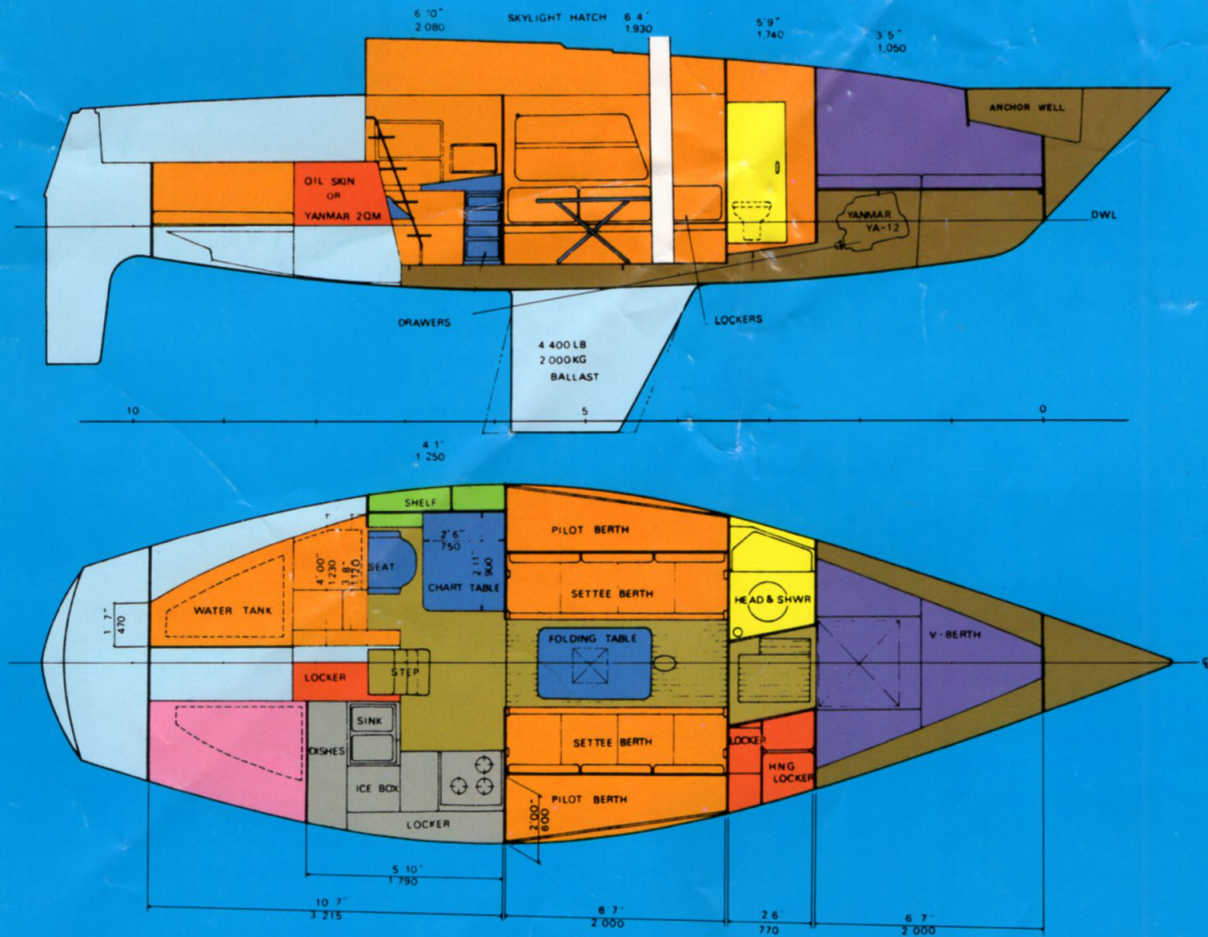 6 10"
2 080
SKYLIGHT HATCH
6 4"
1,930
5'9"
1,740
3'5"
1,050
ANCHOR WELL
OIL SKIN
OR
YANMAR 2QM
YANMAR
YA-12
DWL
DRAWERS
LOCKERS
4 400 LB
2 000KG
BALLAST
10
5
0
4 1"
1 250
SHELF
PILOT BERTH
2'6"
750
2'11"
900
4'00"
1230
3'8"
1120
SEAT
CHART TABLE
SETTEE BERTH
HEAD & SHWR
WATER TANK
1 7"
470
FOLDING TABLE
V-BERTH
STEP
LOCKER
SINK
DISHES
SETTEE BERTH
LOCKER
HNG
LOCKER
ICE BOX
PILOT BERTH
2'00"
600
LOCKER
5 10"
1 790
10 7"
3 215
6 7"
2 000
2 6"
770
6 7"
2 000